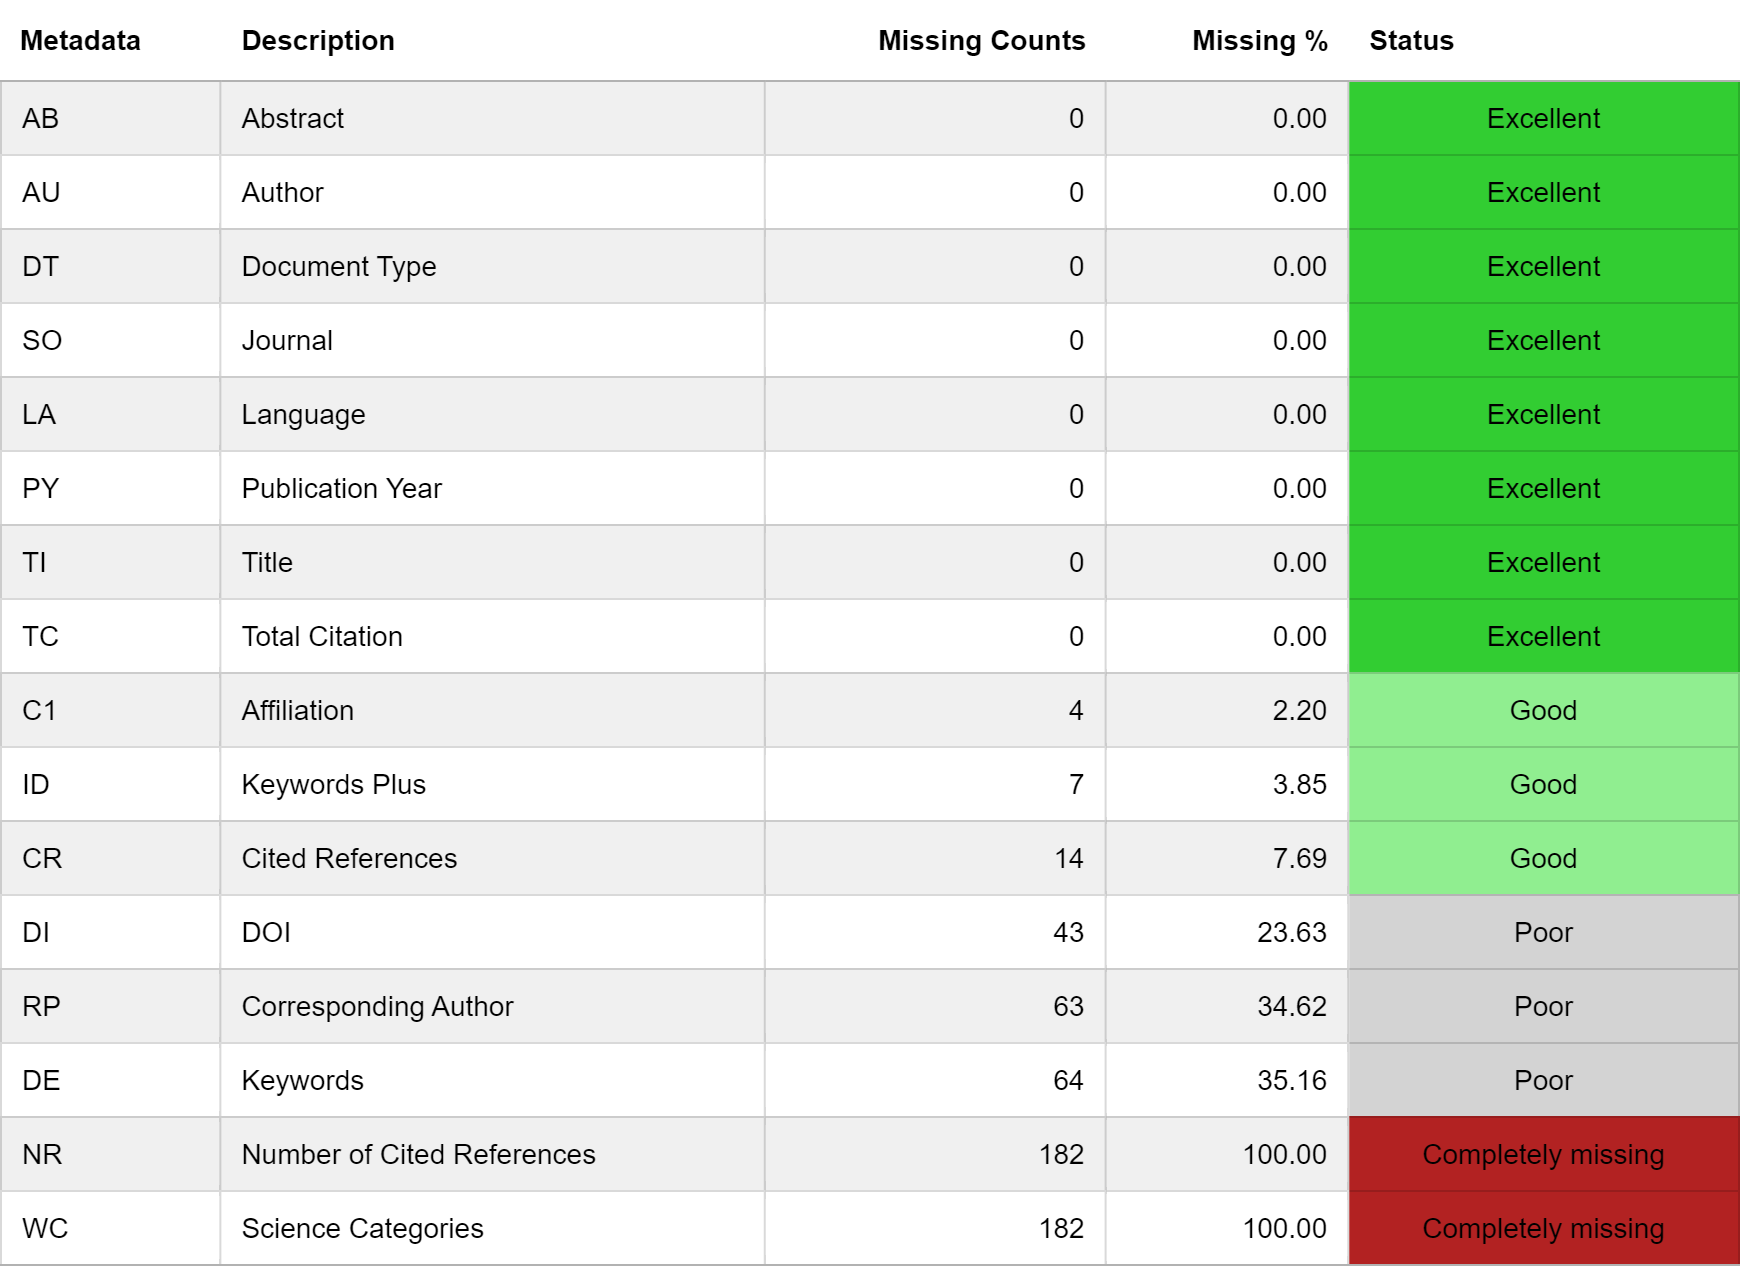 Metadata Description Missing Counts Missing % Status
AB Abstract 0 0.00 Excellent
AU Author 0 0.00 Excellent
DT Document Type 0 0.00 Excellent
SO Journal 0 0.00 Excellent
LA Language 0 0.00 Excellent
PY Publication Year 0 0.00 Excellent
TI Title 0 0.00 Excellent
TC Total Citation 0 0.00 Excellent
C1 Affiliation 4 2.20 Good
ID Keywords Plus 7 3.85 Good
CR Cited References 14 7.69 Good
DI DOI 43 23.63 Poor
RP Corresponding Author 63 34.62 Poor
DE Keywords 64 35.16 Poor
NR Number of Cited References 182 100.00 Completely missing
WC Science Categories 182 100.00 Completely missing